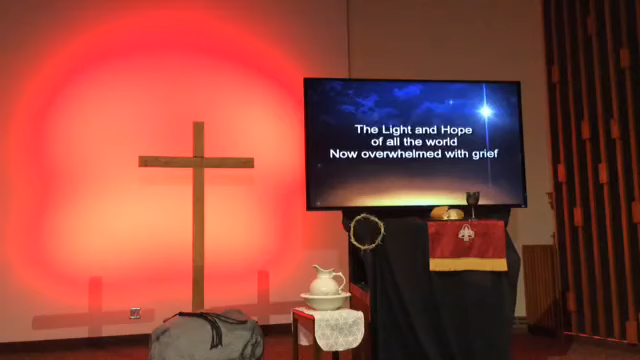 The Light and Hope
of all the world
Now overwhelmed with grief